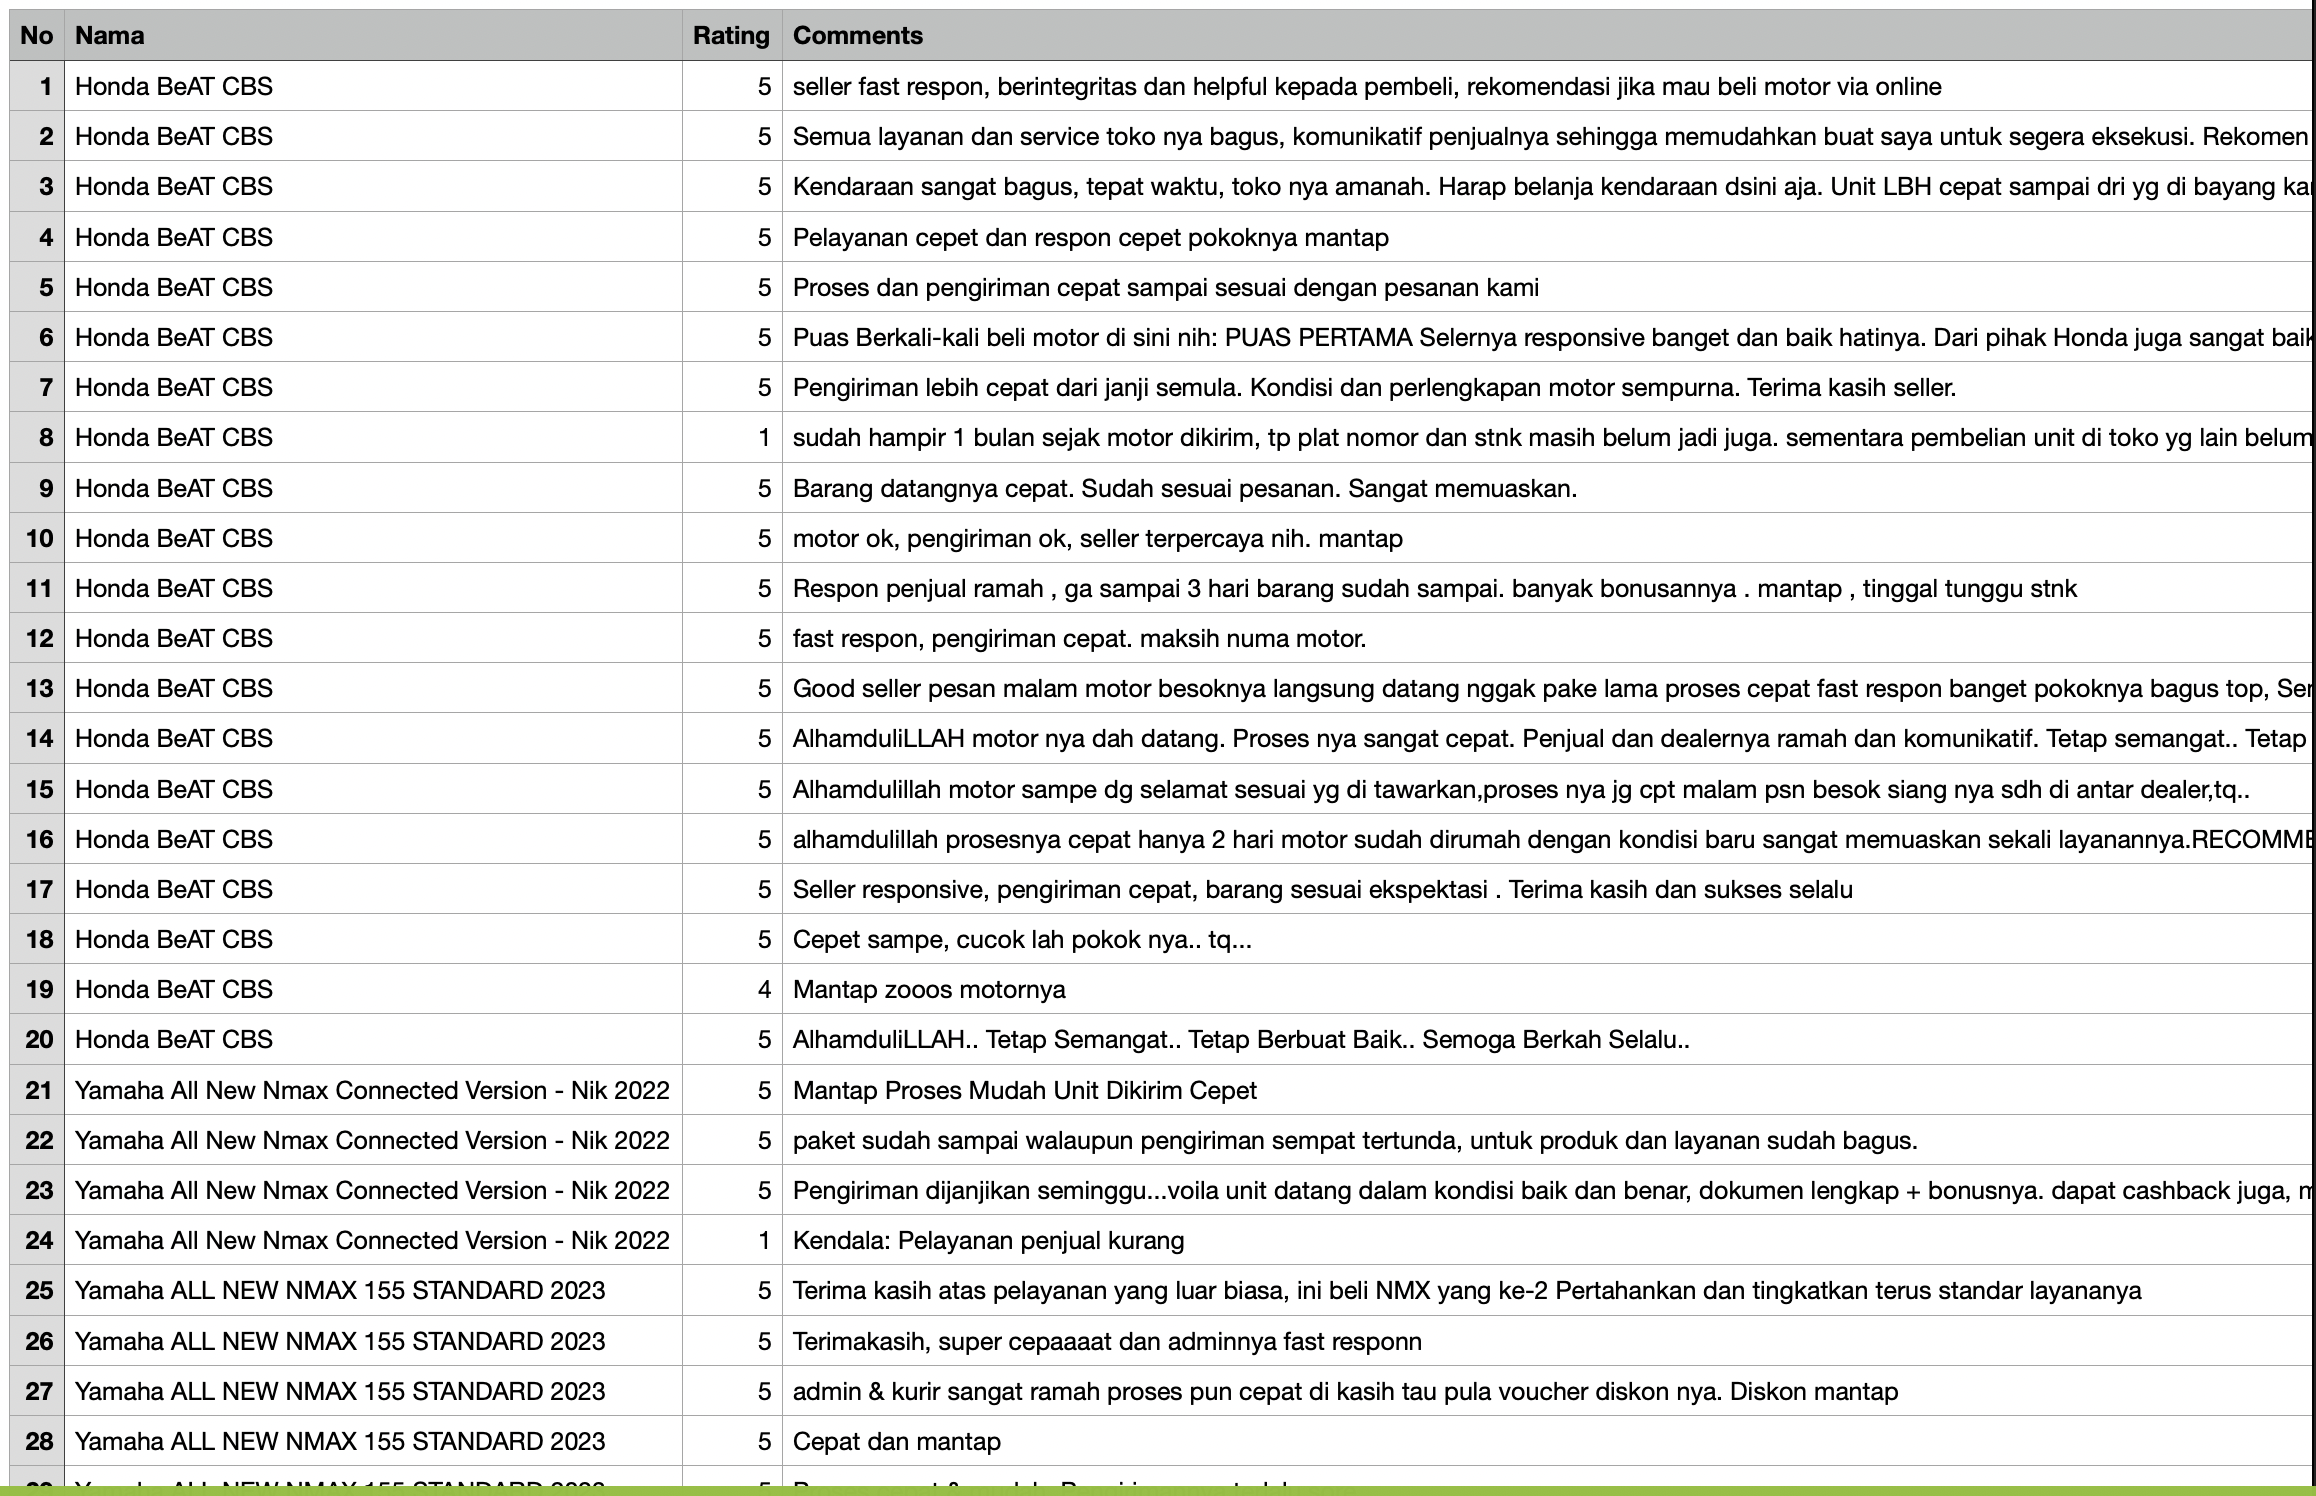 No Nama Rating Comments
1 Honda BeAT CBS 5 seller fast respon, berintegritas dan helpful kepada pembeli, rekomendasi jika mau beli motor via online
2 Honda BeAT CBS 5 Semua layanan dan service toko nya bagus, komunikatif penjualnya sehingga memudahkan buat saya untuk segera eksekusi. Rekomen
3 Honda BeAT CBS 5 Kendaraan sangat bagus, tepat waktu, toko nya amanah. Harap belanja kendaraan dsini aja. Unit LBH cepat sampai dri yg di bayang kan
4 Honda BeAT CBS 5 Pelayanan cepet dan respon cepet pokoknya mantap
5 Honda BeAT CBS 5 Proses dan pengiriman cepat sampai sesuai dengan pesanan kami
6 Honda BeAT CBS 5 Puas Berkali-kali beli motor di sini nih: PUAS PERTAMA Selernya responsive banget dan baik hatinya. Dari pihak Honda juga sangat baik
7 Honda BeAT CBS 5 Pengiriman lebih cepat dari janji semula. Kondisi dan perlengkapan motor sempurna. Terima kasih seller.
8 Honda BeAT CBS 1 sudah hampir 1 bulan sejak motor dikirim, tp plat nomor dan stnk masih belum jadi juga. sementara pembelian unit di toko yg lain belum
9 Honda BeAT CBS 5 Barang datangnya cepat. Sudah sesuai pesanan. Sangat memuaskan.
10 Honda BeAT CBS 5 motor ok, pengiriman ok, seller terpercaya nih. mantap
11 Honda BeAT CBS 5 Respon penjual ramah , ga sampai 3 hari barang sudah sampai. banyak bonusannya . mantap , tinggal tunggu stnk
12 Honda BeAT CBS 5 fast respon, pengiriman cepat. maksih numa motor.
13 Honda BeAT CBS 5 Good seller pesan malam motor besoknya langsung datang nggak pake lama proses cepat fast respon banget pokoknya bagus top,
14 Honda BeAT CBS 5 AlhamduliLLAH motor nya dah datang. Proses nya sangat cepat. Penjual dan dealernya ramah dan komunikatif. Tetap semangat.. Tetap
15 Honda BeAT CBS 5 Alhamdulillah motor sampe dg selamat sesuai yg di tawarkan,proses nya jg cpt malam psn besok siang nya sdh di antar dealer,tq..
16 Honda BeAT CBS 5 alhamdulillah prosesnya cepat hanya 2 hari motor sudah dirumah dengan kondisi baru sangat memuaskan sekali layanannya.RECOMME
17 Honda BeAT CBS 5 Seller responsive, pengiriman cepat, barang sesuai ekspektasi . Terima kasih dan sukses selalu
18 Honda BeAT CBS 5 Cepet sampe, cucok lah pokok nya.. tq...
19 Honda BeAT CBS 4 Mantap zooos motornya
20 Honda BeAT CBS 5 AlhamduliLLAH.. Tetap Semangat.. Tetap Berbuat Baik.. Semoga Berkah Selalu..
21 Yamaha All New Nmax Connected Version - Nik 2022 5 Mantap Proses Mudah Unit Dikirim Cepet
22 Yamaha All New Nmax Connected Version - Nik 2022 5 paket sudah sampai walaupun pengiriman sempat tertunda, untuk produk dan layanan sudah bagus.
23 Yamaha All New Nmax Connected Version - Nik 2022 5 Pengiriman dijanjikan seminggu...voila unit datang dalam kondisi baik dan benar, dokumen lengkap + bonusnya. dapat cashback juga,
24 Yamaha All New Nmax Connected Version - Nik 2022 1 Kendala: Pelayanan penjual kurang
25 Yamaha ALL NEW NMAX 155 STANDARD 2023 5 Terima kasih atas pelayanan yang luar biasa, ini beli NMX yang ke-2 Pertahankan dan tingkatkan terus standar layananya
26 Yamaha ALL NEW NMAX 155 STANDARD 2023 5 Terimakasih, super cepaaaat dan adminnya fast responn
27 Yamaha ALL NEW NMAX 155 STANDARD 2023 5 admin & kurir sangat ramah proses pun cepat di kasih tau pula voucher diskon nya. Diskon mantap
28 Yamaha ALL NEW NMAX 155 STANDARD 2023 5 Cepat dan mantap